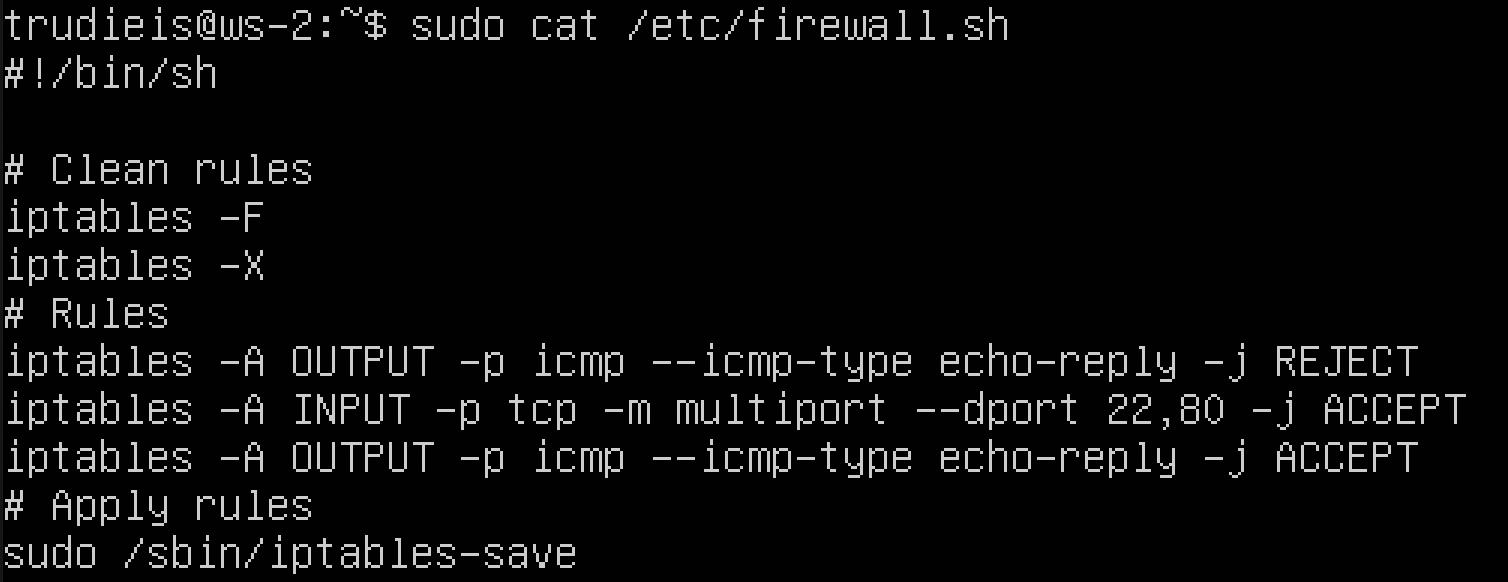 trudieis@ws-2:~$ sudo cat /etc/firewall.sh
#!/bin/sh
# Clean rules
iptables -F
iptables -X
# Rules
iptables -A OUTPUT -p icmp --icmp-type echo-reply -j REJECT
iptables -A INPUT -p tcp -m multiport --dport 22,80 -j ACCEPT
iptables -A OUTPUT -p icmp --icmp-type echo-reply -j ACCEPT
# Apply rules
sudo /sbin/iptables-save